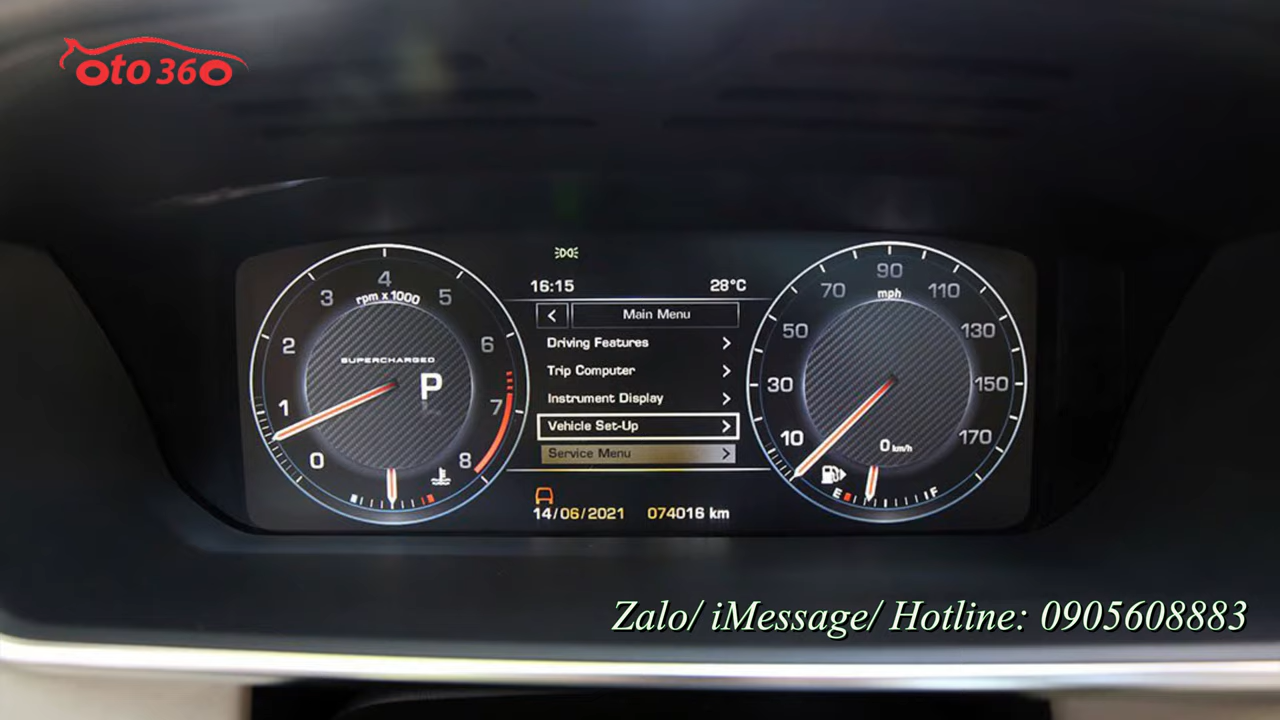 oto 360
16:15
28°C
Main Menu
Driving Features
Trip Computer
Instrument Display
Vehicle Set-Up
Service Menu
14/06/2021 074016 km
0 1 2 3 4 5 6 7 8
rpm x 1000
SUPERCHARGED
P
10 30 50 70 90 110 130 150 170
mph
0 km/h
E F
Zalo/ iMessage/ Hotline: 0905608883